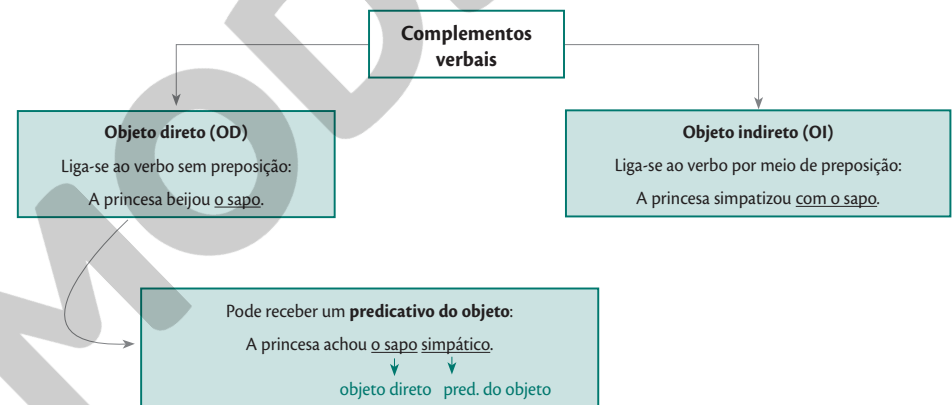 Complementos
verbais
Objeto direto (OD)
Liga-se ao verbo sem preposição:
A princesa beijou o sapo.
Objeto indireto (OI)
Liga-se ao verbo por meio de preposição:
A princesa simpatizou com o sapo.
Pode receber um predicativo do objeto:
A princesa achou o sapo simpático.
objeto direto pred. do objeto